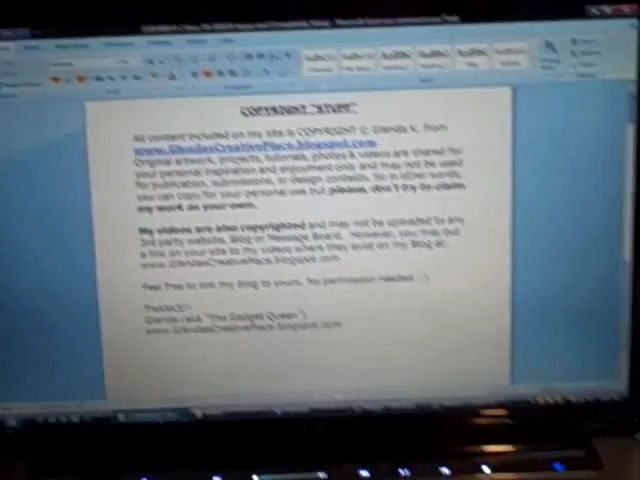 COPYRIGHT "STUFF"
All content included on my site is COPYRIGHT © Glenda K. from
www.GlendasCreativePlace.blogspot.com
Original artwork, projects, tutorials, photos & videos are shared for
your personal inspiration and enjoyment only and may not be used
for publication, submissions, or design contests. So in other words,
you can copy for your personal use but please, don't try to claim
my work as your own.
My videos are also copyrighted and may not be uploaded to any
3rd party website, Blog or Message Board. However, you may put
a link on your site to my videos where they exist on my Blog at:
www.GlendasCreativePlace.blogspot.com
Feel free to link my blog to yours. No permission needed. :)
Glenda (aka "The Gadget Queen")
www.GlendasCreativePlace.blogspot.com